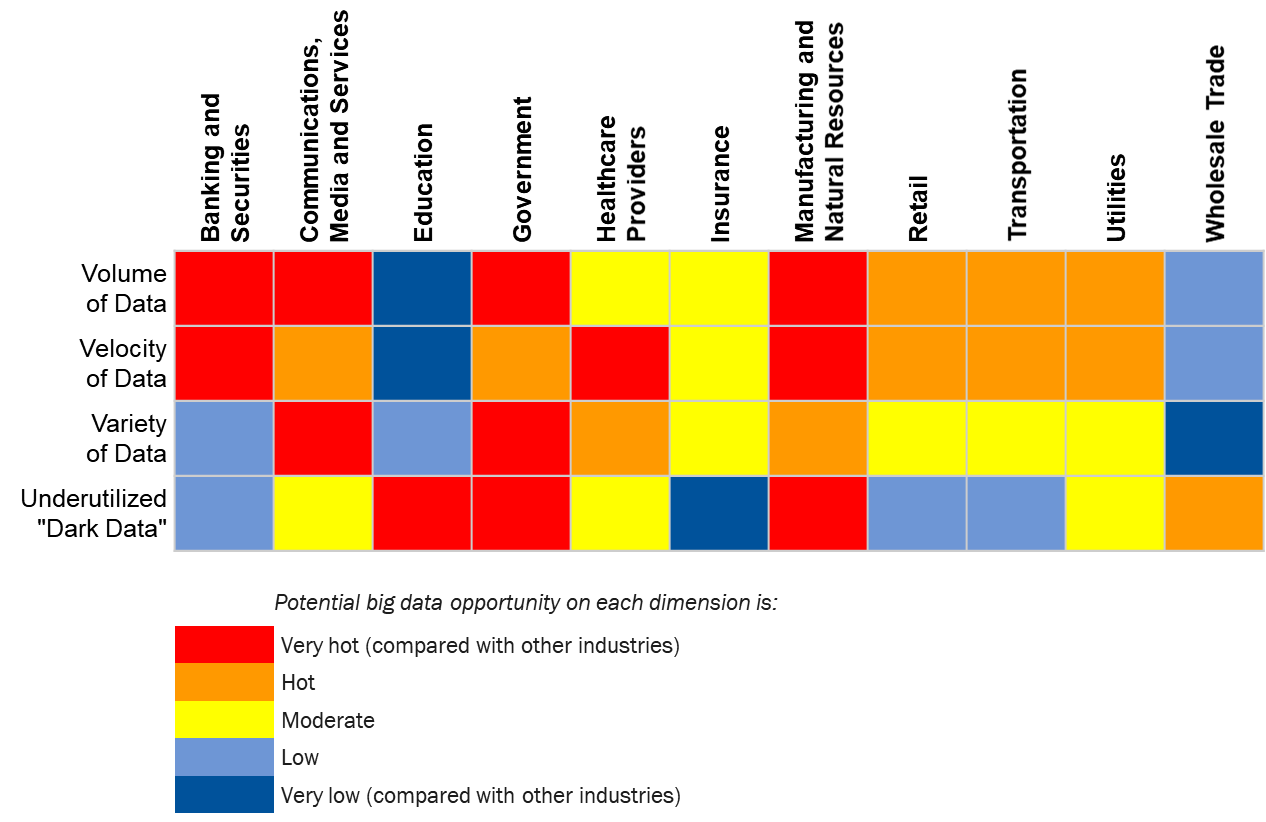 Banking and
Securities
Communications,
Media and Services
Education
Government
Healthcare
Providers
Insurance
Manufacturing and
Natural Resources
Retail
Transportation
Utilities
Wholesale Trade
Volume
of Data
Velocity
of Data
Variety
of Data
Underutilized
"Dark Data"
Potential big data opportunity on each dimension is:
Very hot (compared with other industries)
Hot
Moderate
Low
Very low (compared with other industries)